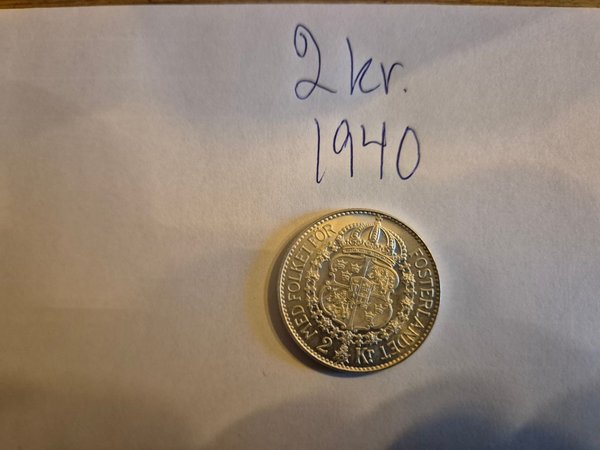 2 kr.
1940
MED FOLKET FÖR FOSTERLANDET
2 KR